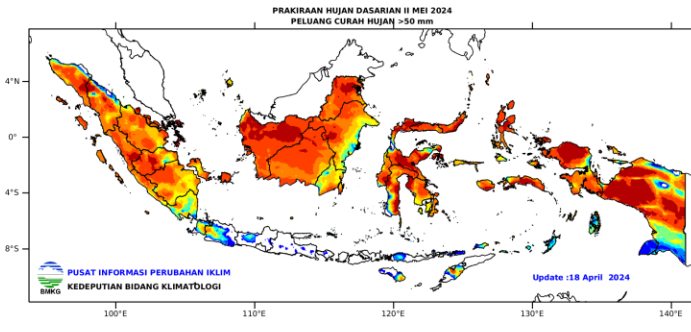 PRAKIRAAN HUJAN DASARIAN II MEI 2024
PELUANG CURAH HUJAN >50 mm
4°N
0°
4°S
8°S
PUSAT INFORMASI PERUBAHAN IKLIM
KEDEPUTIAN BIDANG KLIMATOLOGI
BMKG
Update :18 April 2024
100°E
110°E
120°E
130°E
140°E